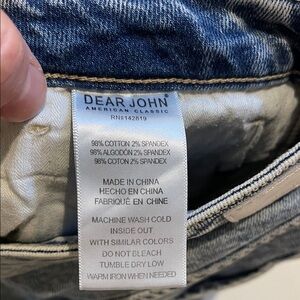 DEAR JOHN
AMERICAN CLASSIC
RN#142819
98% COTTON 2% SPANDEX
98% ALGODÓN 2% SPANDEX
98% COTON 2% SPANDEX
MADE IN CHINA
HECHO EN CHINA
FABRIQUÉ EN CHINE
MACHINE WASH COLD
INSIDE OUT
WITH SIMILAR COLORS
DO NOT BLEACH
TUMBLE DRY LOW
WARM IRON WHEN NEEDED